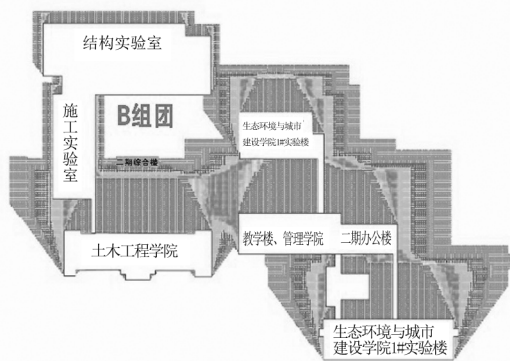 结构实验室
施工实验室
B组团
二期综合楼
生态环境与城市
建设学院1#实验楼
土木工程学院
教学楼、管理学院
二期办公楼
生态环境与城市
建设学院1#实验楼